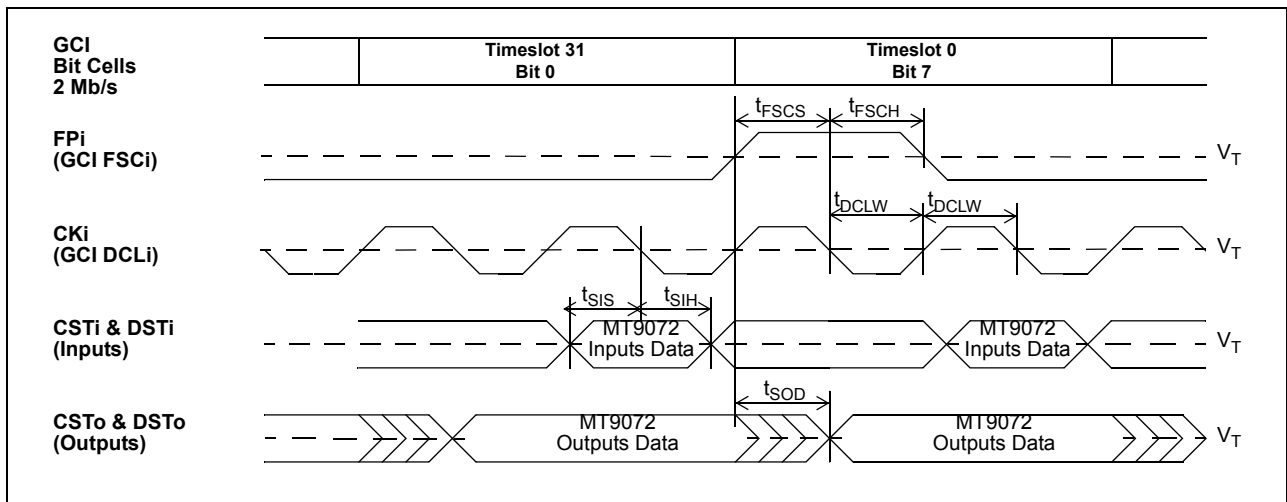 GCI
Bit Cells
2 Mb/s
Timeslot 31
Bit 0
Timeslot 0
Bit 7
tFSCS
tFSCH
FPi
(GCI FSCi)
VT
tDCLW
tDCLW
CKi
(GCI DCLi)
VT
tSIS
tSIH
CSTi & DSTi
(Inputs)
MT9072
Inputs Data
MT9072
Inputs Data
VT
tSOD
CSTo & DSTo
(Outputs)
MT9072
Outputs Data
MT9072
Outputs Data
VT